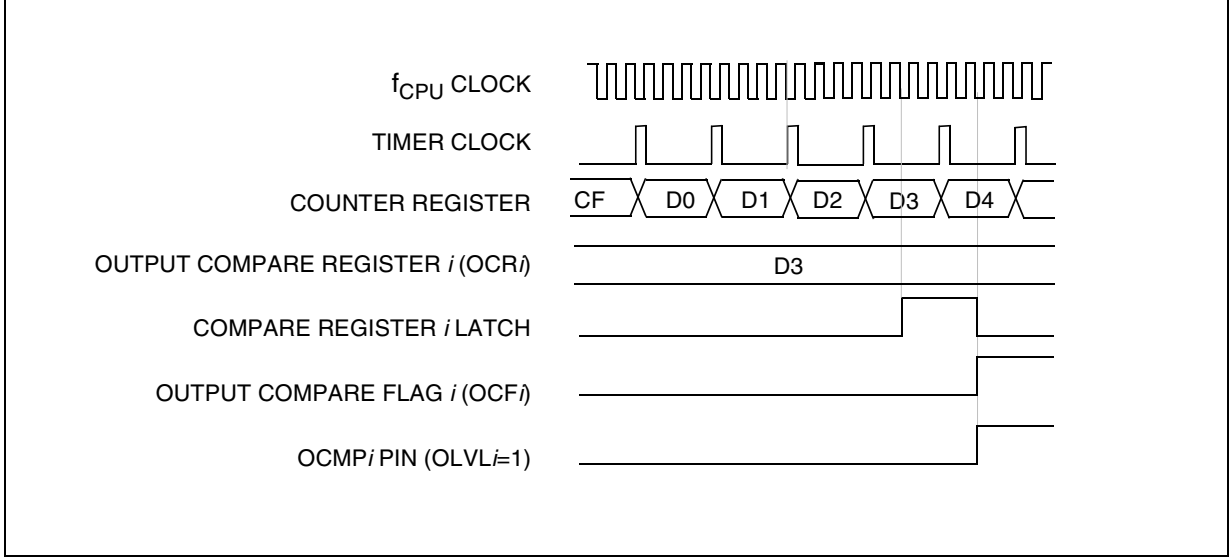 fCPU CLOCK
TIMER CLOCK
COUNTER REGISTER CF D0 D1 D2 D3 D4
OUTPUT COMPARE REGISTER i (OCRi) D3
COMPARE REGISTER i LATCH
OUTPUT COMPARE FLAG i (OCFi)
OCMPi PIN (OLVLi=1)